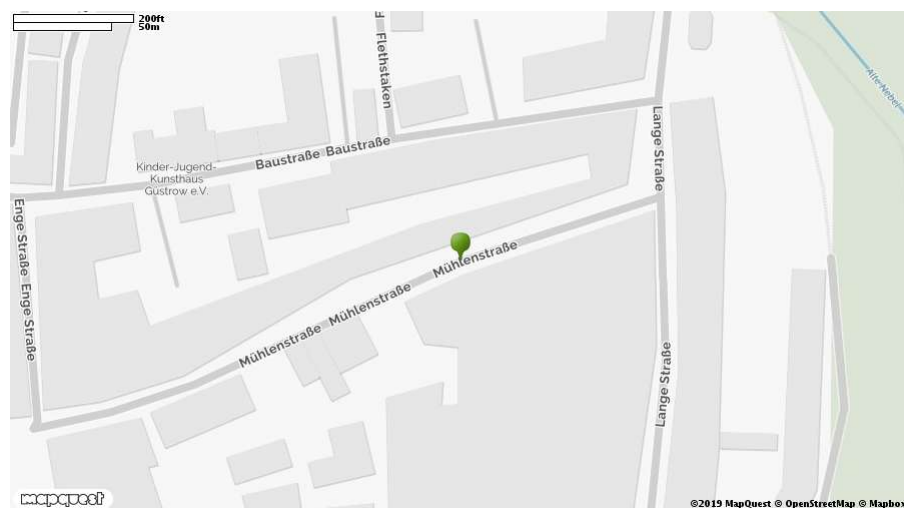 200ft
50m
Flethstaken
Alte Nebel
Lange Straße
Baustraße Baustraße
Kinder-Jugend-
Kunsthaus
Güstrow e.V.
Enge Straße Enge Straße
Mühlenstraße
Mühlenstraße
Mühlenstraße
Lange Straße
mapquest
©2019 MapQuest © OpenStreetMap © Mapbox